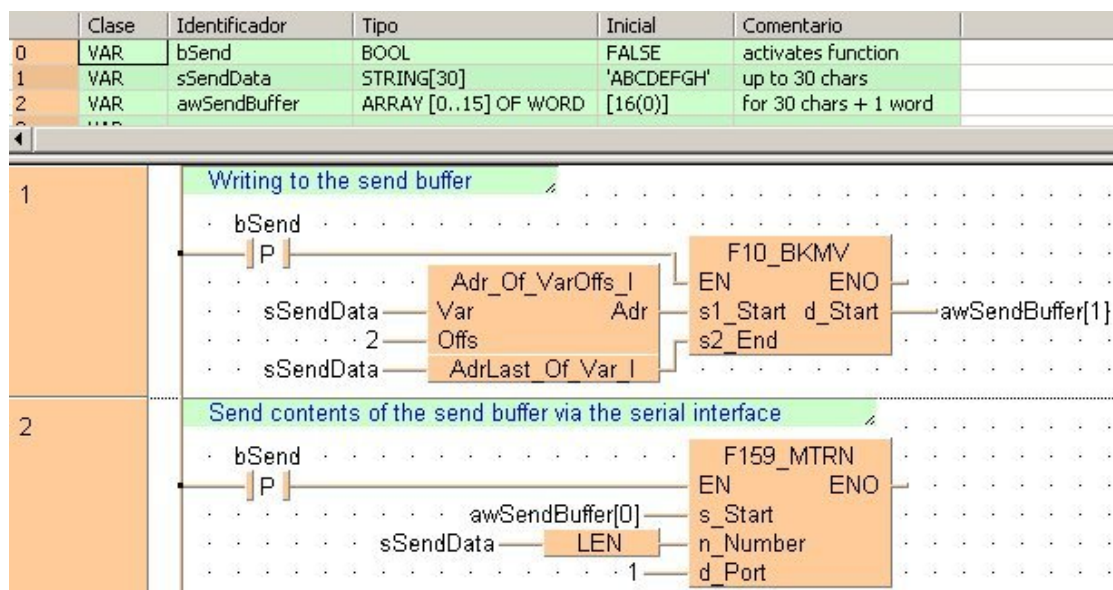 Clase Identificador Tipo Inicial Comentario
0 VAR bSend BOOL FALSE activates function
1 VAR sSendData STRING[30] 'ABCDEFGH' up to 30 chars
2 VAR awSendBuffer ARRAY [0..15] OF WORD [16(0)] for 30 chars + 1 word
1
Writing to the send buffer
bSend
P
F10_BKMV
Adr_Of_VarOffs_I
EN ENO
sSendData Var Adr s1_Start d_Start awSendBuffer[1]
2 Offs s2_End
sSendData AdrLast_Of_Var_I
2
Send contents of the send buffer via the serial interface
bSend
P
F159_MTRN
EN ENO
awSendBuffer[0] s_Start
sSendData LEN n_Number
1 d_Port